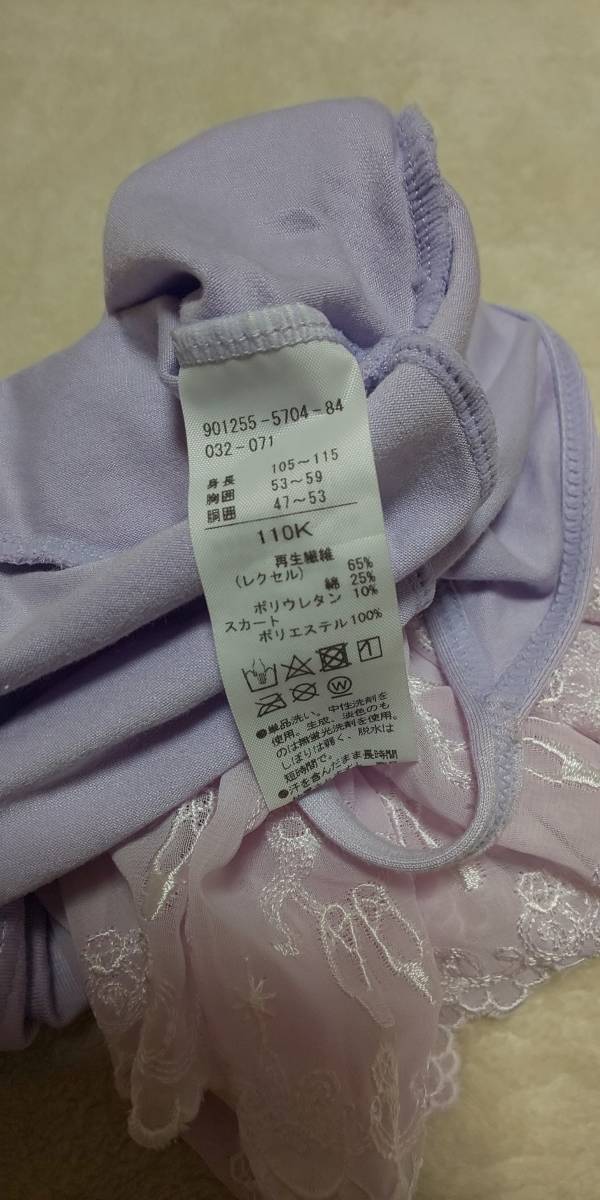 901255-5704-84
032-071
身長 105～115
胸囲 53～59
胴囲 47～53
110K
再生繊維
(レクセル) 65%
綿 25%
ポリウレタン 10%
スカート
ポリエステル 100%
●単品洗い。中性洗剤を
使用。生成、淡色のも
のは無蛍光洗剤を使用。
しぼりは弱く、脱水は
短時間で。
●汗を含んだまま長時間